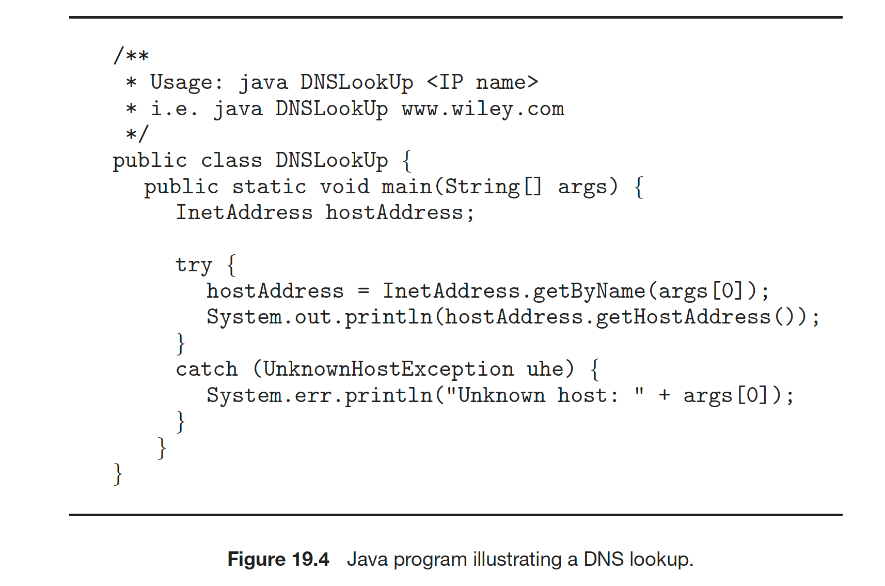 /**
 * Usage: java DNSLookUp <IP name>
 * i.e. java DNSLookUp www.wiley.com
 */
public class DNSLookUp {
   public static void main(String[] args) {
      InetAddress hostAddress;

      try {
         hostAddress = InetAddress.getByName(args[0]);
         System.out.println(hostAddress.getHostAddress());
      }
      catch (UnknownHostException uhe) {
         System.err.println("Unknown host: " + args[0]);
      }
    }
}
Figure 19.4 Java program illustrating a DNS lookup.